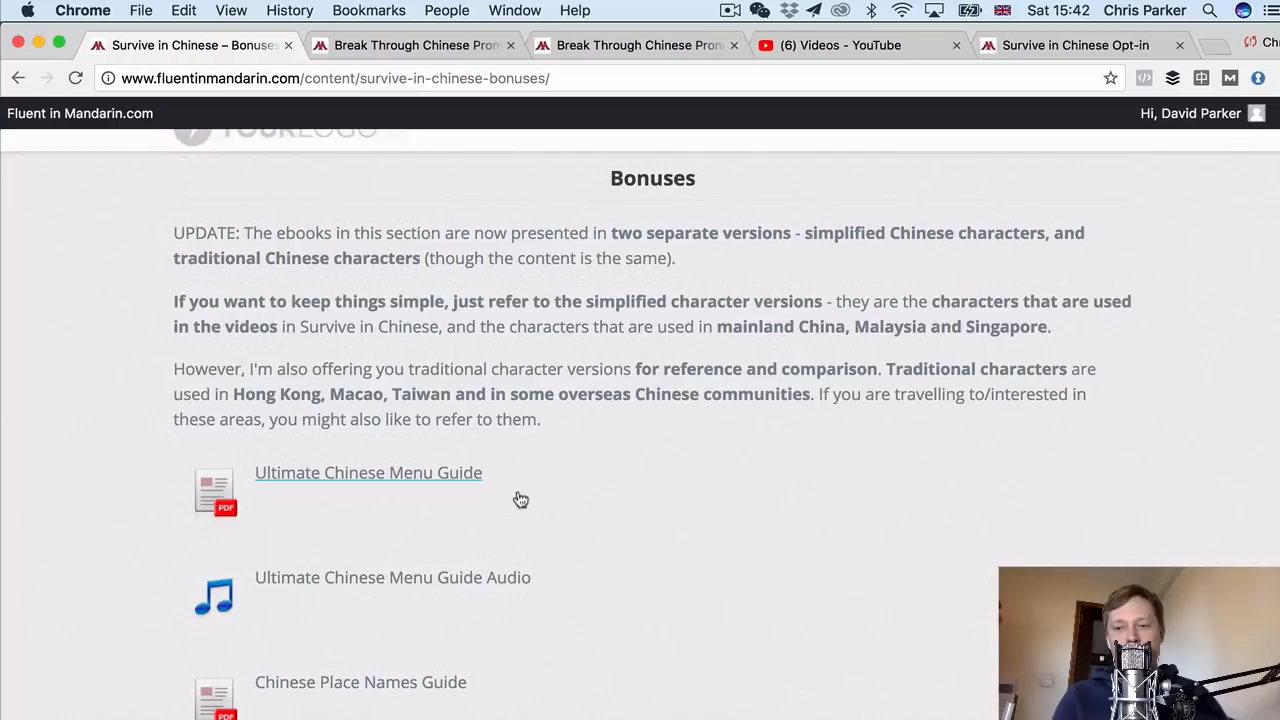 Chrome File Edit View History Bookmarks People Window Help Sat 15:42 Chris Parker
Survive in Chinese – Bonuses Break Through Chinese Pron Break Through Chinese Pron (6) Videos - YouTube Survive in Chinese Opt-in
www.fluentinmandarin.com/content/survive-in-chinese-bonuses/
Fluent in Mandarin.com Hi, David Parker
YOURLOGO
Bonuses
UPDATE: The ebooks in this section are now presented in two separate versions - simplified Chinese characters, and
traditional Chinese characters (though the content is the same).
If you want to keep things simple, just refer to the simplified character versions - they are the characters that are used
in the videos in Survive in Chinese, and the characters that are used in mainland China, Malaysia and Singapore.
However, I'm also offering you traditional character versions for reference and comparison. Traditional characters are
used in Hong Kong, Macao, Taiwan and in some overseas Chinese communities. If you are travelling to/interested in
these areas, you might also like to refer to them.
Ultimate Chinese Menu Guide
PDF
Ultimate Chinese Menu Guide Audio
Chinese Place Names Guide
PDF